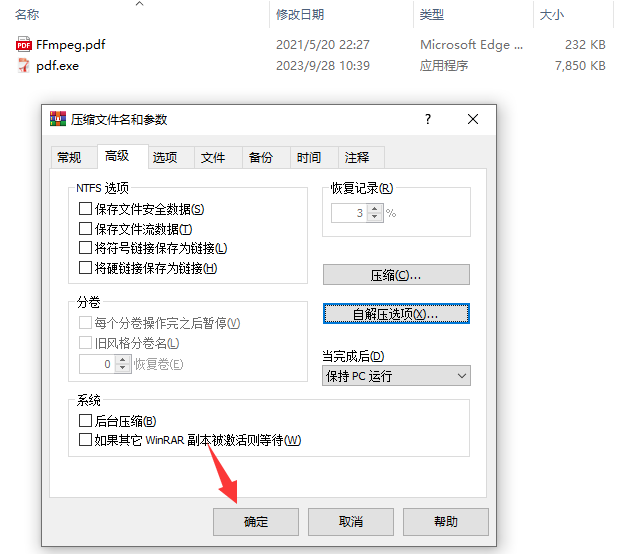 名称 修改日期 类型 大小
FFmpeg.pdf 2021/5/20 22:27 Microsoft Edge ... 232 KB
pdf.exe 2023/9/28 10:39 应用程序 7,850 KB
压缩文件名和参数 ? ×
常规 高级 选项 文件 备份 时间 注释
NTFS 选项
保存文件安全数据(S)
保存文件流数据(T)
将符号链接保存为链接(L)
将硬链接保存为链接(H)
恢复记录(R)
3 %
压缩(C)...
分卷
每个分卷操作完之后暂停(V)
旧风格分卷名(L)
0 恢复卷(E)
自解压选项(X)...
当完成后(D)
保持 PC 运行
系统
后台压缩(B)
如果其它 WinRAR 副本被激活则等待(W)
确定 取消 帮助